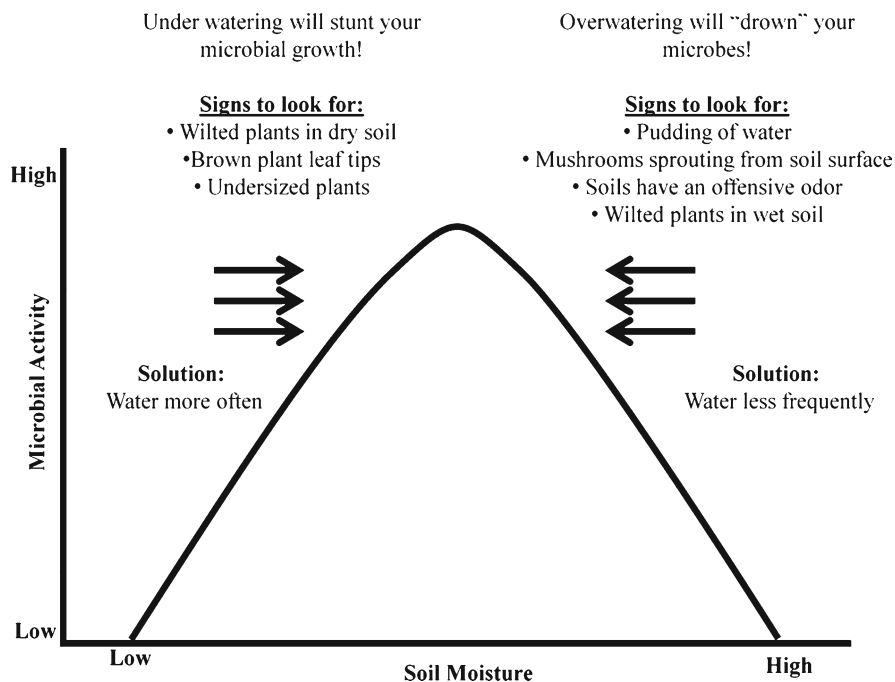 Under watering will stunt your
microbial growth!
Signs to look for:
• Wilted plants in dry soil
•Brown plant leaf tips
• Undersized plants
Overwatering will “drown” your
microbes!
Signs to look for:
• Pudding of water
• Mushrooms sprouting from soil surface
• Soils have an offensive odor
• Wilted plants in wet soil
High
Microbial Activity
Solution:
Water more often
Solution:
Water less frequently
Low
Low
Soil Moisture
High